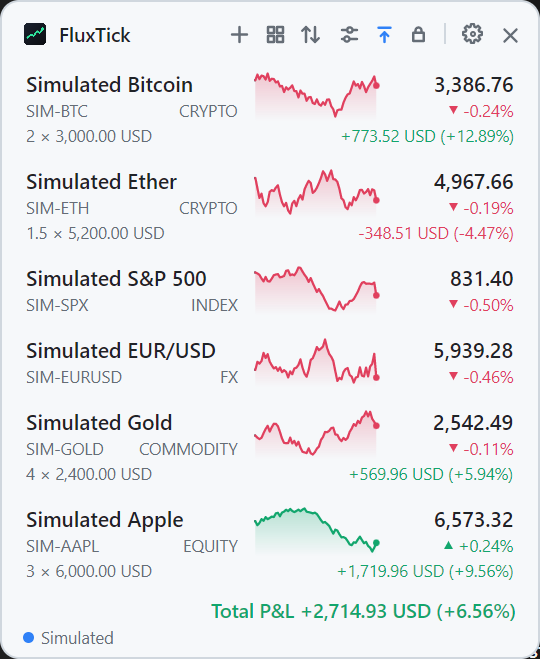 FluxTick
Simulated Bitcoin 3,386.76
SIM-BTC CRYPTO ▼ -0.24%
2 × 3,000.00 USD +773.52 USD (+12.89%)
Simulated Ether 4,967.66
SIM-ETH CRYPTO ▼ -0.19%
1.5 × 5,200.00 USD -348.51 USD (-4.47%)
Simulated S&P 500 831.40
SIM-SPX INDEX ▼ -0.50%
Simulated EUR/USD 5,939.28
SIM-EURUSD FX ▼ -0.46%
Simulated Gold 2,542.49
SIM-GOLD COMMODITY ▼ -0.11%
4 × 2,400.00 USD +569.96 USD (+5.94%)
Simulated Apple 6,573.32
SIM-AAPL EQUITY ▲ +0.24%
3 × 6,000.00 USD +1,719.96 USD (+9.56%)
Total P&L +2,714.93 USD (+6.56%)
Simulated